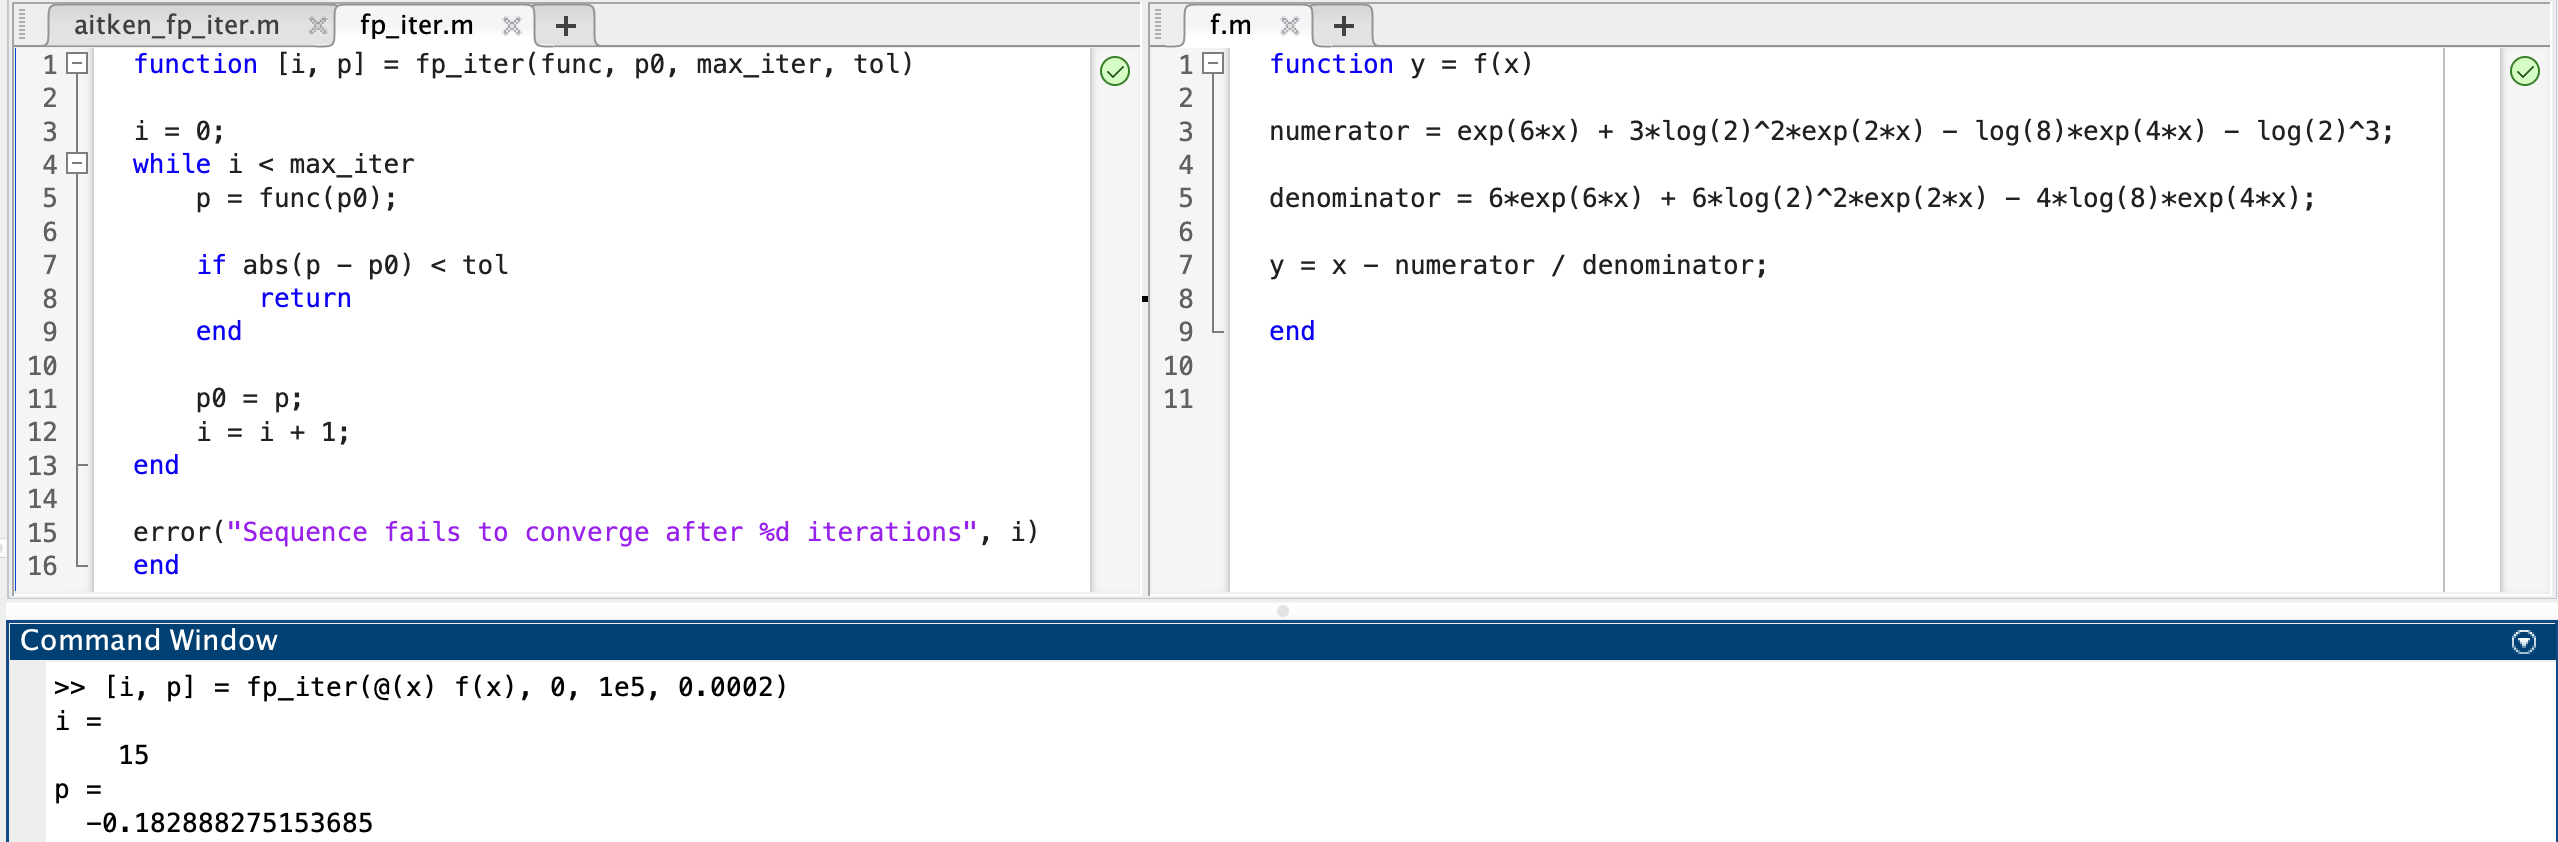 aitken_fp_iter.m
fp_iter.m
+
1 function [i, p] = fp_iter(func, p0, max_iter, tol)
2
3 i = 0;
4 while i < max_iter
5     p = func(p0);
6
7     if abs(p - p0) < tol
8         return
9     end
10
11     p0 = p;
12     i = i + 1;
13 end
14
15 error("Sequence fails to converge after %d iterations", i)
16 end
f.m
+
1 function y = f(x)
2
3 numerator = exp(6*x) + 3*log(2)^2*exp(2*x) - log(8)*exp(4*x) - log(2)^3;
4
5 denominator = 6*exp(6*x) + 6*log(2)^2*exp(2*x) - 4*log(8)*exp(4*x);
6
7 y = x - numerator / denominator;
8
9 end
10
11
Command Window
>> [i, p] = fp_iter(@(x) f(x), 0, 1e5, 0.0002)
i =
    15
p =
  -0.182888275153685